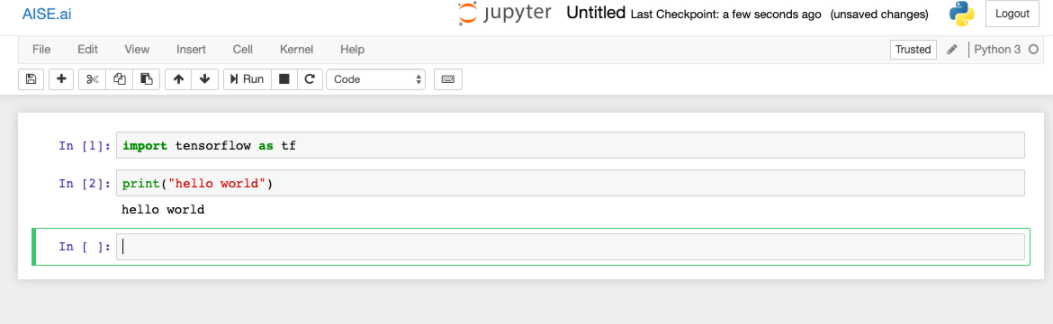 AISE.ai
jupyter Untitled Last Checkpoint: a few seconds ago (unsaved changes) Logout
File Edit View Insert Cell Kernel Help Trusted Python 3
Run Code
In [1]: import tensorflow as tf
In [2]: print("hello world")
hello world
In [ ]: